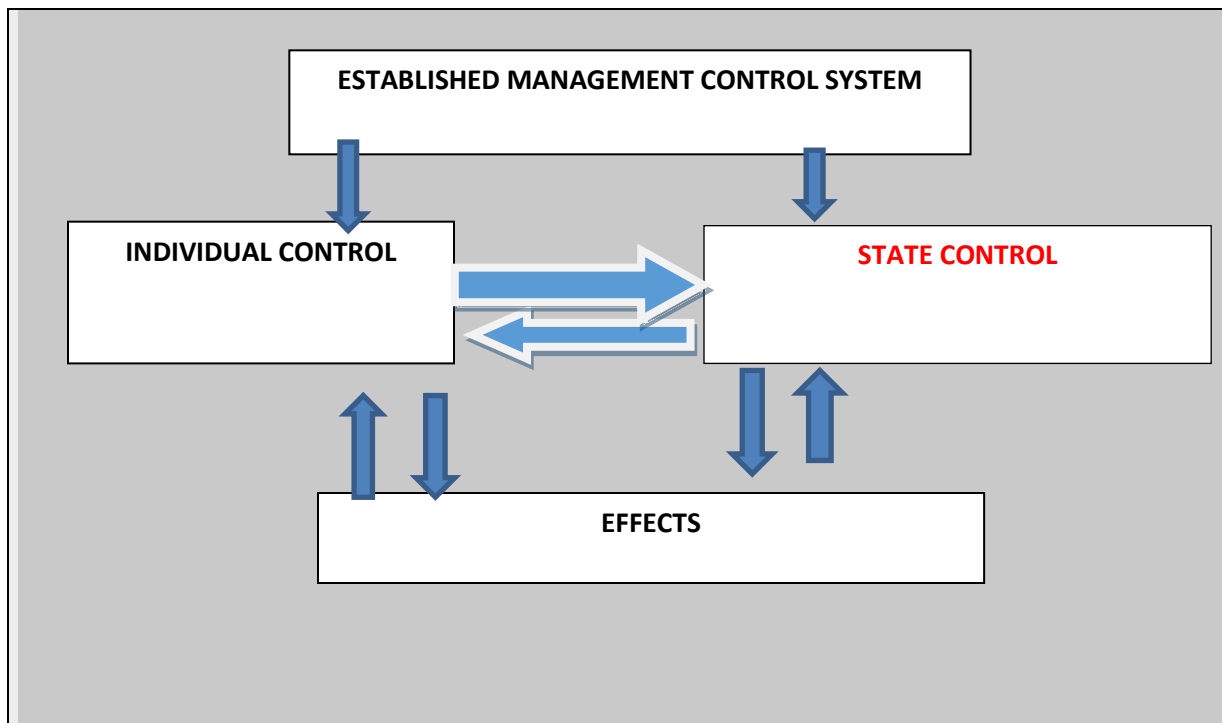 ESTABLISHED MANAGEMENT CONTROL SYSTEM
INDIVIDUAL CONTROL
STATE CONTROL
EFFECTS